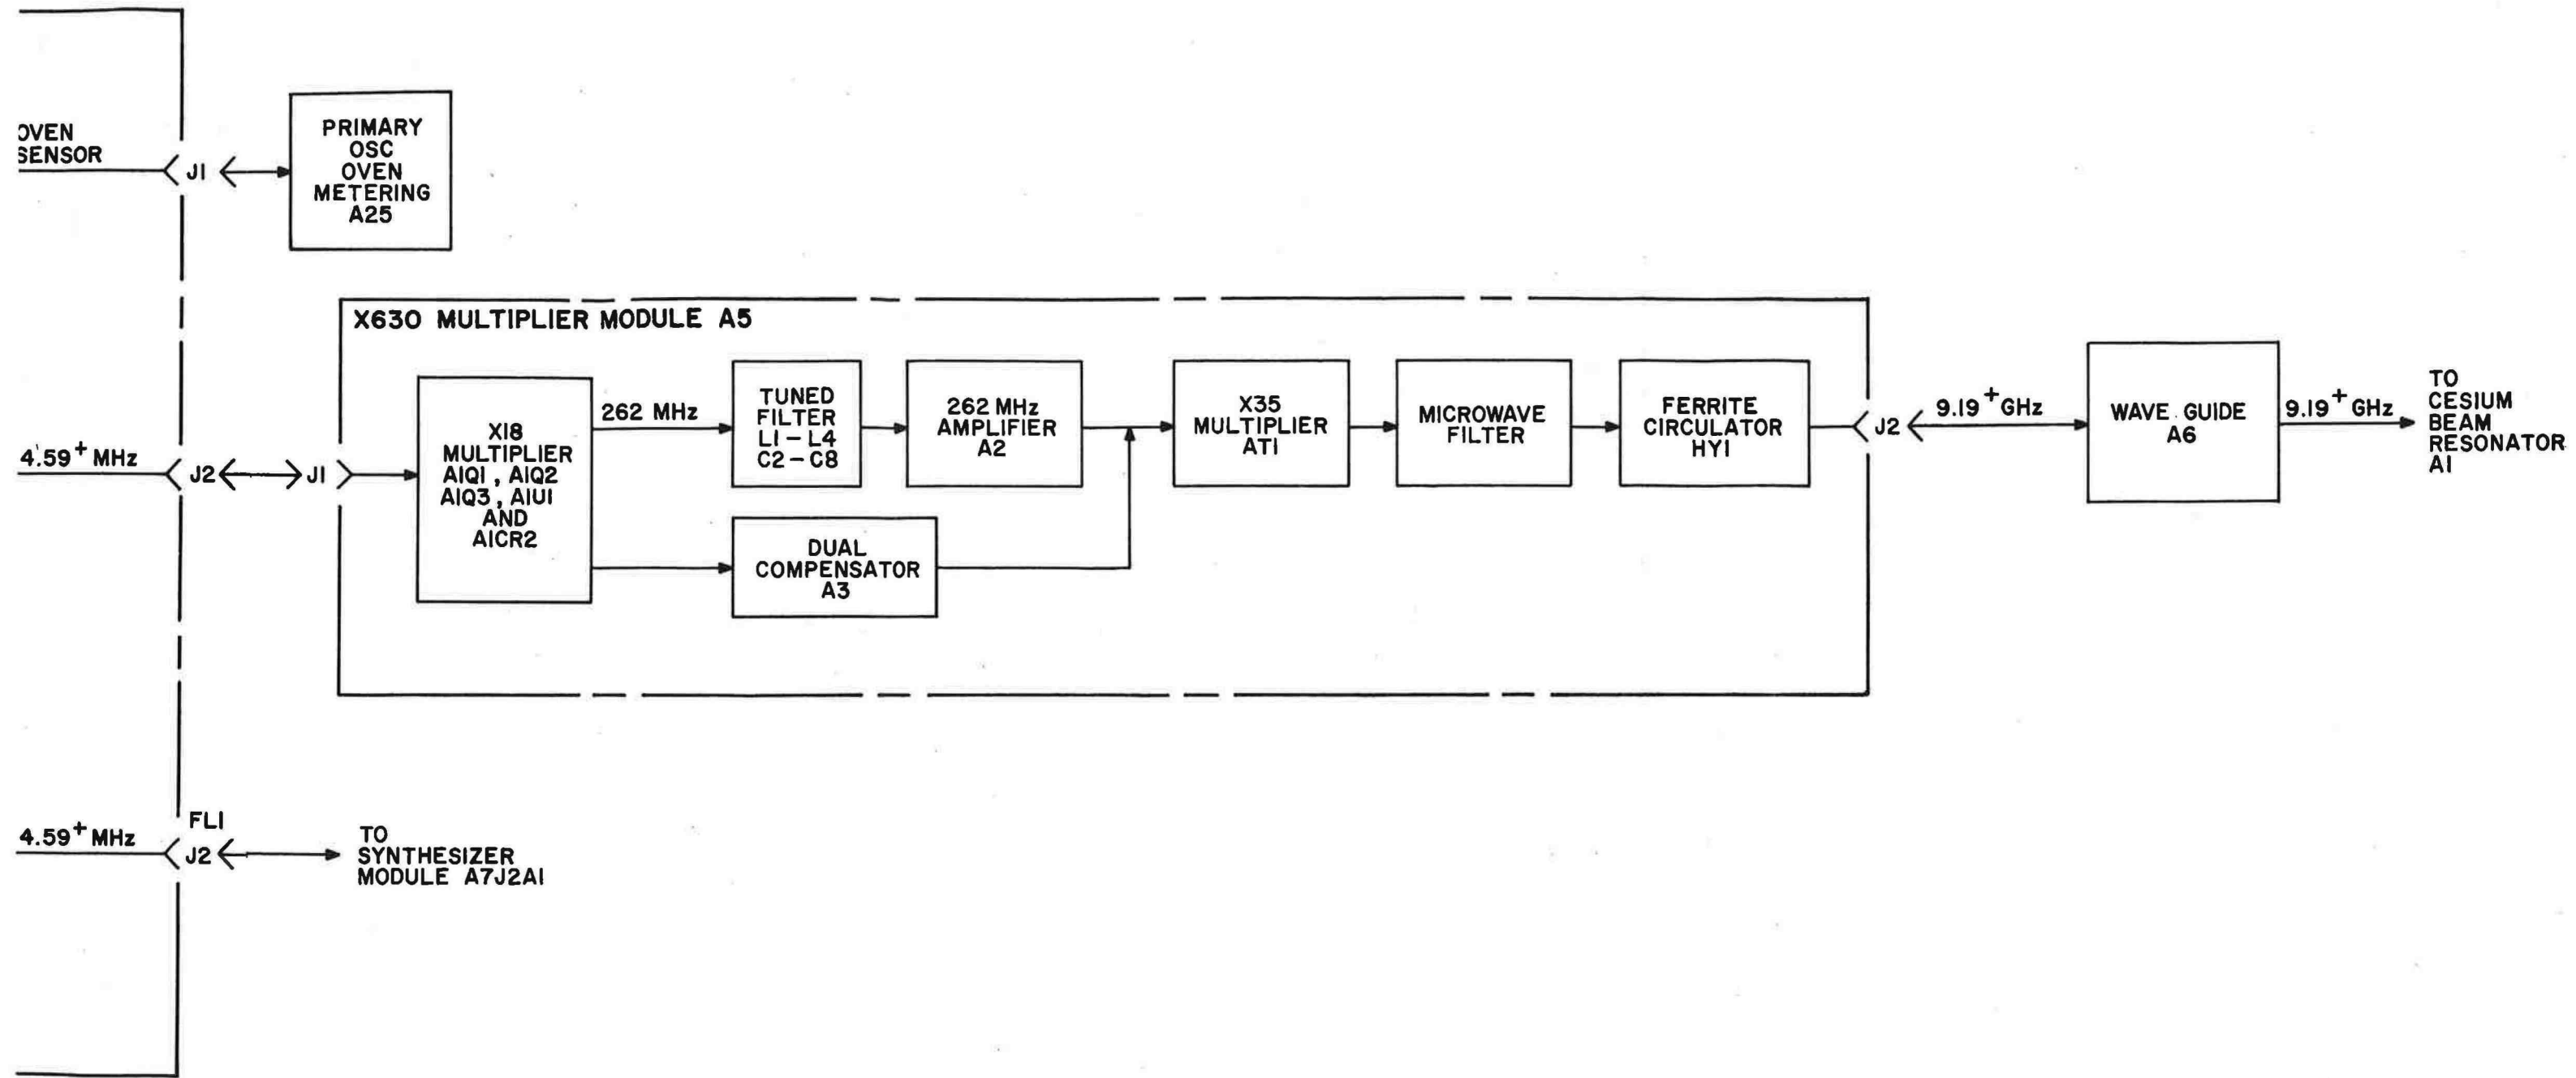 OVEN
SENSOR
J1
PRIMARY
OSC
OVEN
METERING
A25
4.59+ MHz
J2
J1
X630 MULTIPLIER MODULE A5
X18
MULTIPLIER
A1Q1, A1Q2
A1Q3, A1U1
AND
A1CR2
262 MHz
TUNED
FILTER
L1 – L4
C2 – C8
262 MHz
AMPLIFIER
A2
DUAL
COMPENSATOR
A3
X35
MULTIPLIER
AT1
MICROWAVE
FILTER
FERRITE
CIRCULATOR
HY1
J2
9.19+ GHz
WAVE GUIDE
A6
9.19+ GHz
TO
CESIUM
BEAM
RESONATOR
A1
4.59+ MHz
FL1
J2
TO
SYNTHESIZER
MODULE A7J2A1